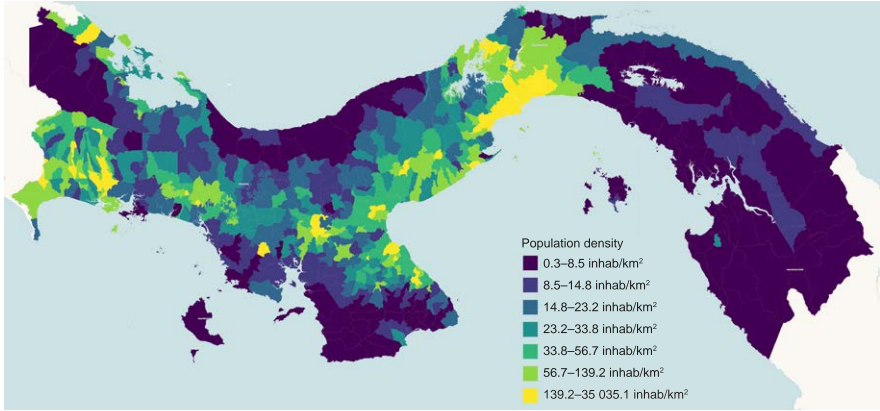 Population density
0.3–8.5 inhab/km²
8.5–14.8 inhab/km²
14.8–23.2 inhab/km²
23.2–33.8 inhab/km²
33.8–56.7 inhab/km²
56.7–139.2 inhab/km²
139.2–35 035.1 inhab/km²